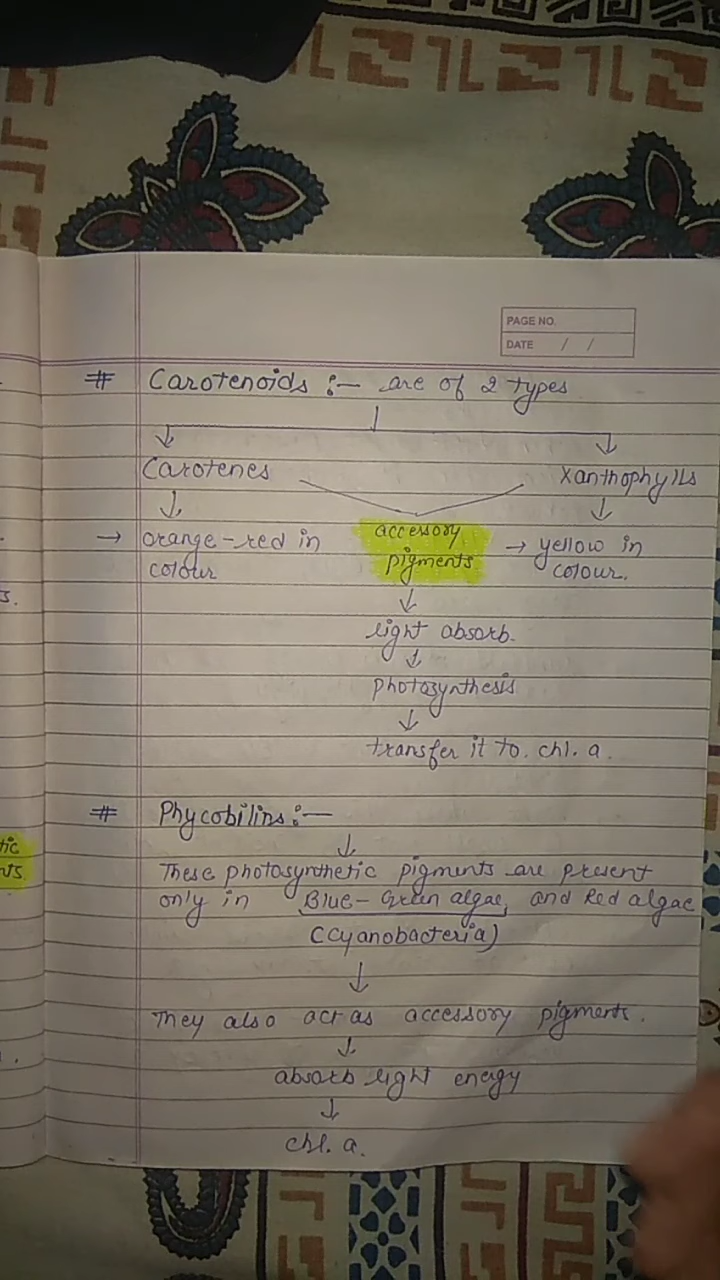 PAGE NO.
DATE / /
# Carotenoids :- are of 2 types
Carotenes
Xanthophylls
→ orange-red in
colour
accessory
pigments
→ yellow in
colour.
light absorb.
photosynthesis
transfer it to. chl. a.
# Phycobilins :-
These photosynthetic pigments are present
only in Blue-Green algae, and Red algae
(Cyanobacteria)
They also act as accessory pigments.
absorb light energy
chl. a.
s.
tic
nts.